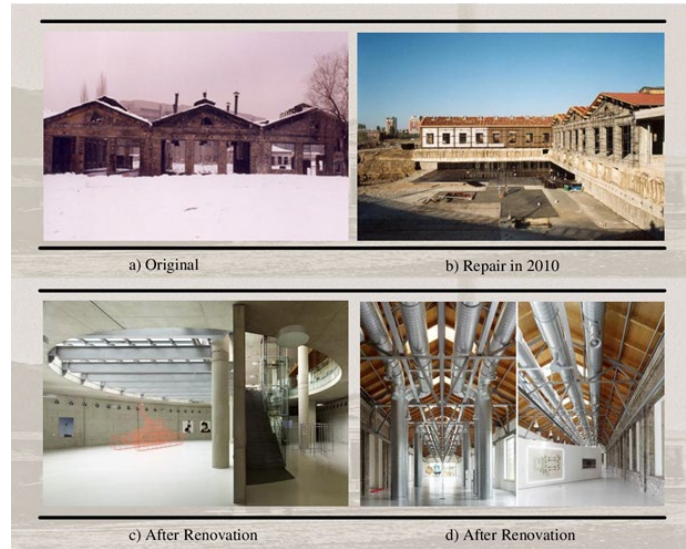 a) Original
b) Repair in 2010
c) After Renovation
d) After Renovation